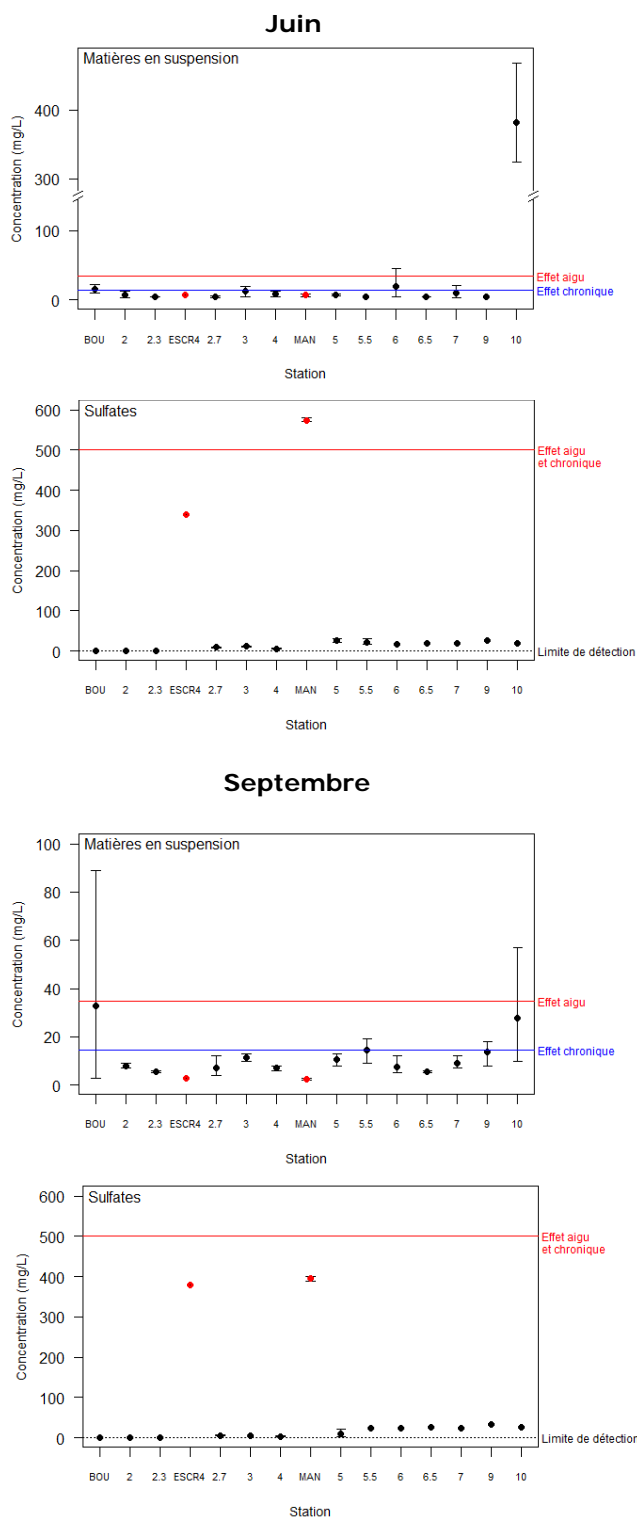 Juin
Matières en suspension
Concentration (mg/L)
400
300
100
0
Effet aigu
Effet chronique
BOU 2 2.3 ESCR4 2.7 3 4 MAN 5 5.5 6 6.5 7 9 10
Station
Sulfates
Concentration (mg/L)
600
500
400
300
200
100
0
Effet aigu
et chronique
Limite de détection
BOU 2 2.3 ESCR4 2.7 3 4 MAN 5 5.5 6 6.5 7 9 10
Station
Septembre
Matières en suspension
Concentration (mg/L)
100
80
60
40
20
0
Effet aigu
Effet chronique
BOU 2 2.3 ESCR4 2.7 3 4 MAN 5 5.5 6 6.5 7 9 10
Station
Sulfates
Concentration (mg/L)
600
500
400
300
200
100
0
Effet aigu
et chronique
Limite de détection
BOU 2 2.3 ESCR4 2.7 3 4 MAN 5 5.5 6 6.5 7 9 10
Station